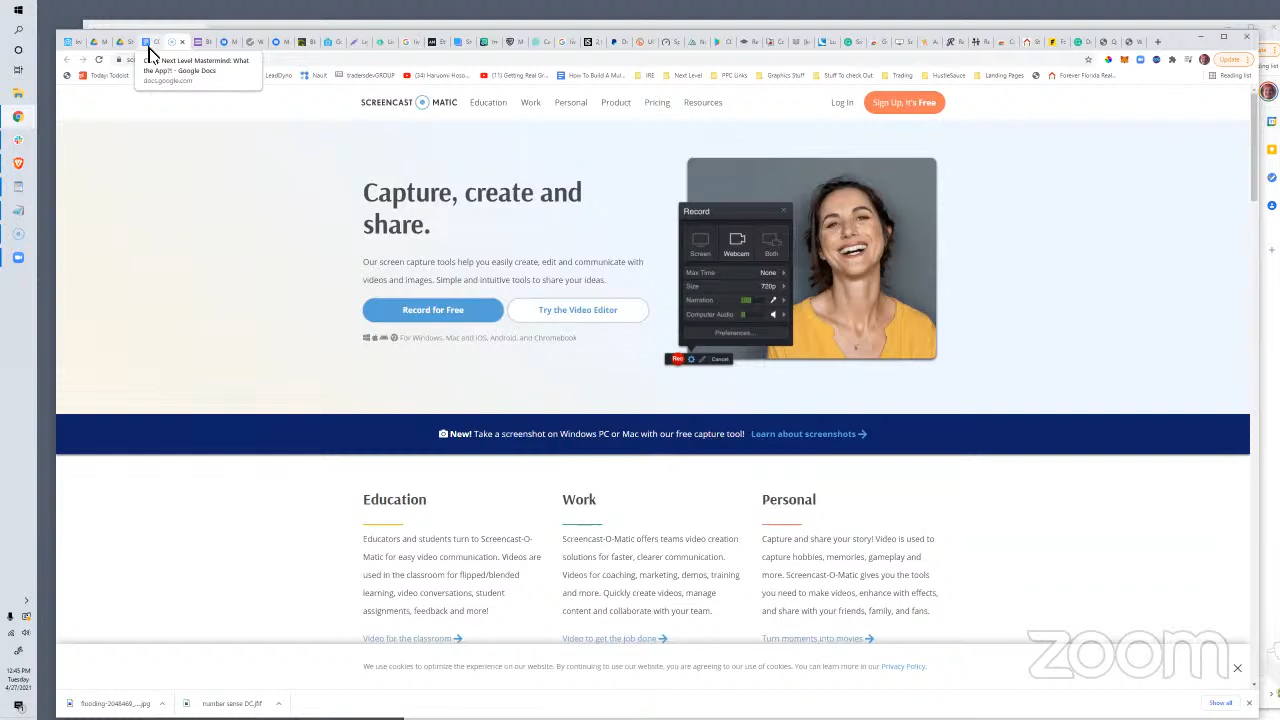 Next Level Mastermind: What
the App?! - Google Docs
docs.google.com
Update
Today: Todoist
LeadDyno
Nault
tradersdevGROUP
(34) Haruomi Hoso...
(11) Getting Real Gr...
How To Build A Mul...
IRE
Next Level
PPC Links
Graphics Stuff
Stuff To check out
Trading
HustleSauce
Landing Pages
Forever Florida Real...
Reading list
SCREENCAST O MATIC
Education
Work
Personal
Product
Pricing
Resources
Log In
Sign Up, It's Free
Capture, create and
share.
Our screen capture tools help you easily create, edit and communicate with
videos and images. Simple and intuitive tools to share your ideas.
Record for Free
Try the Video Editor
For Windows, Mac and iOS, Android, and Chromebook
Record
Screen
Webcam
Both
Max Time None
Size 720p
Narration
Computer Audio
Preferences...
Rec
Cancel
New! Take a screenshot on Windows PC or Mac with our free capture tool! Learn about screenshots
Education
Educators and students turn to Screencast-O-
Matic for easy video communication. Videos are
used in the classroom for flipped/blended
learning, video conversations, student
assignments, feedback and more!
Video for the classroom
Work
Screencast-O-Matic offers teams video creation
solutions for faster, clearer communication.
Videos for coaching, marketing, demos, training
and more. Quickly create videos, manage
content and collaborate with your team.
Video to get the job done
Personal
Capture and share your story! Video is used to
capture hobbies, memories, gameplay and
more. Screencast-O-Matic gives you the tools
you need to make videos, enhance with effects,
and share with your friends, family, and fans.
Turn moments into movies
We use cookies to optimize the experience on our website. By continuing to use our website, you are agreeing to our use of cookies. You can learn more in our Privacy Policy.
zoom
12:45 PM
Tuesday
4/27/2021
flooding-2048469_...jpg
number sense DC.jfif
Show all